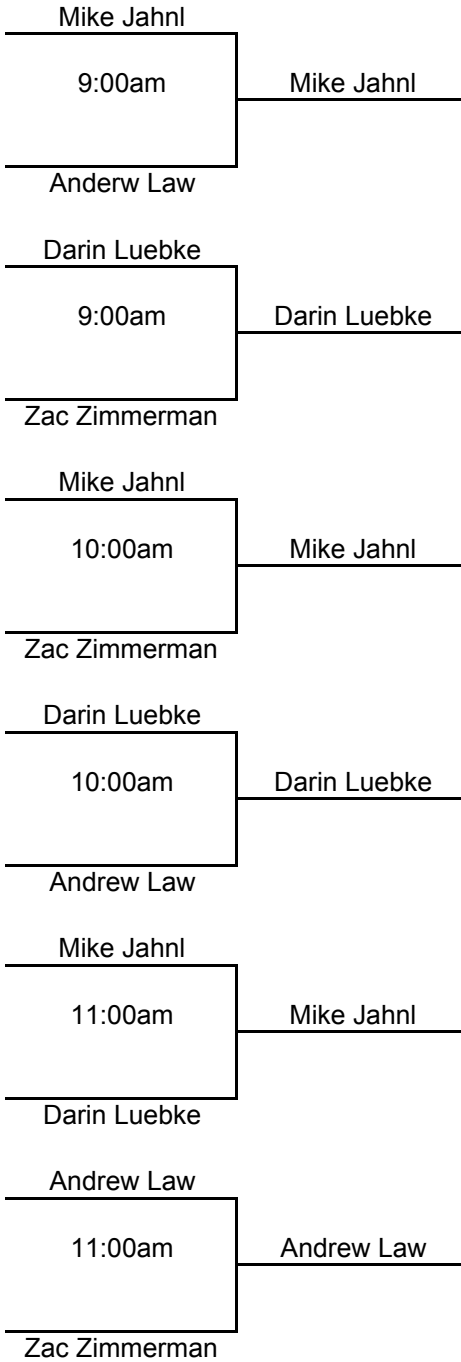 Mike Jahnl
9:00am
Mike Jahnl
Anderw Law
Darin Luebke
9:00am
Darin Luebke
Zac Zimmerman
Mike Jahnl
10:00am
Mike Jahnl
Zac Zimmerman
Darin Luebke
10:00am
Darin Luebke
Andrew Law
Mike Jahnl
11:00am
Mike Jahnl
Darin Luebke
Andrew Law
11:00am
Andrew Law
Zac Zimmerman